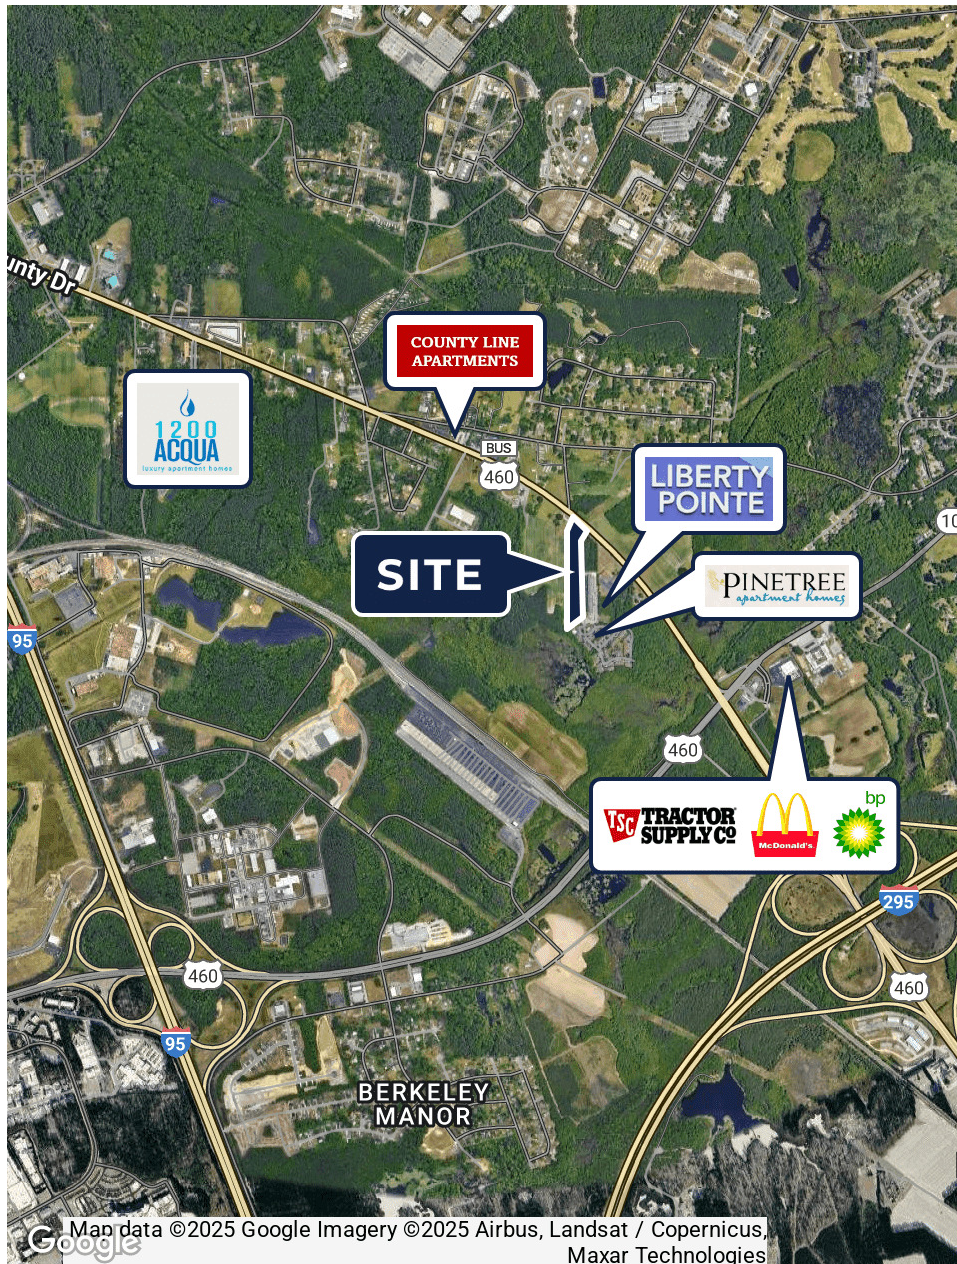 unty Dr
COUNTY LINE
APARTMENTS
1200
ACQUA
luxury apartment homes
BUS
460
LIBERTY
POINTE
10
SITE
PINETREE
apartment homes
95
460
bp
TSC TRACTOR
SUPPLY CO
McDonald's
295
460
460
95
BERKELEY
MANOR
Google
Map data ©2025 Google Imagery ©2025 Airbus, Landsat / Copernicus,
Maxar Technologies